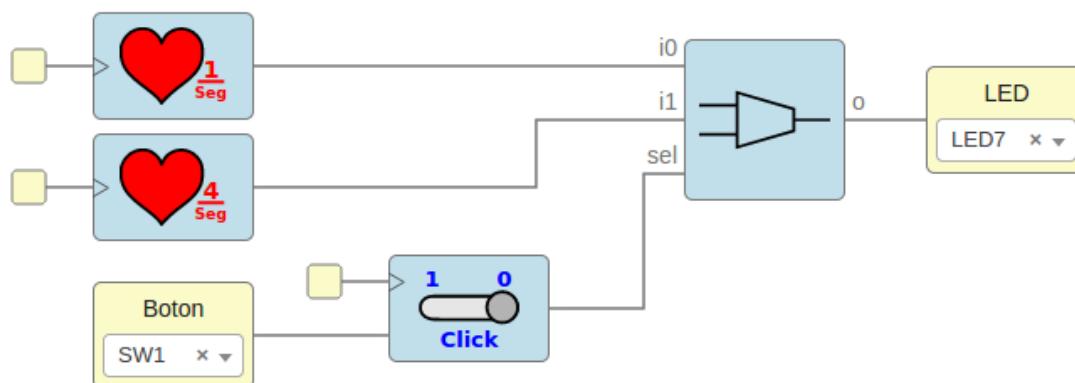 1
Seg
i0
i1
sel
o
LED
LED7 ×
4
Seg
Boton
SW1 ×
1 0
Click